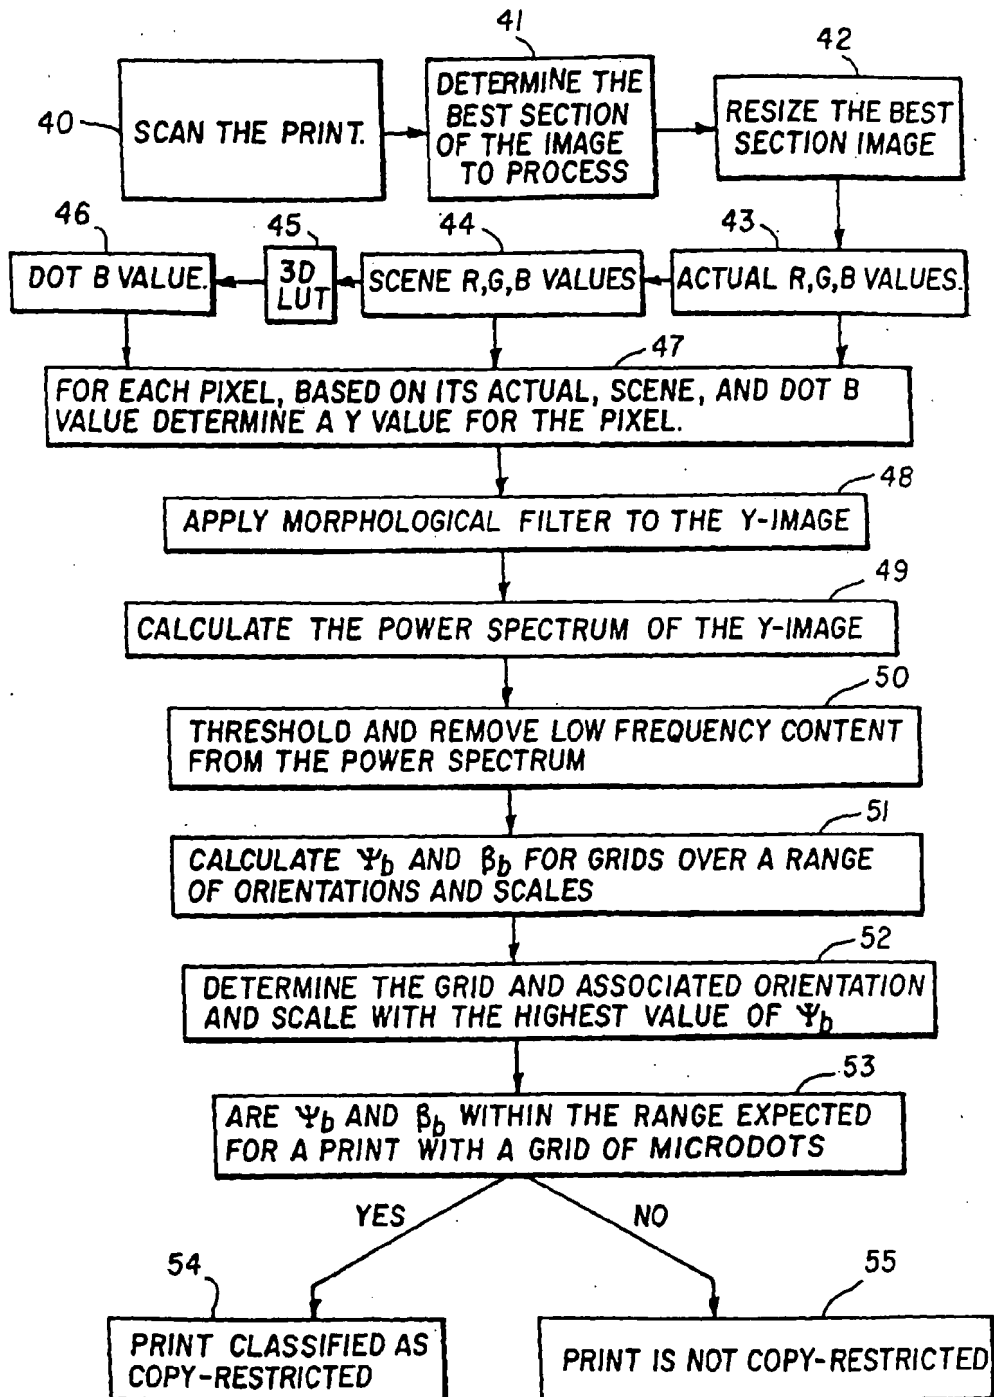 40
SCAN THE PRINT.
41
DETERMINE THE
BEST SECTION
OF THE IMAGE
TO PROCESS
42
RESIZE THE BEST
SECTION IMAGE
46
DOT B VALUE.
45
3D
LUT
44
SCENE R,G,B VALUES
43
ACTUAL R,G,B VALUES.
47
FOR EACH PIXEL, BASED ON ITS ACTUAL, SCENE, AND DOT B
VALUE DETERMINE A Y VALUE FOR THE PIXEL.
48
APPLY MORPHOLOGICAL FILTER TO THE Y-IMAGE
49
CALCULATE THE POWER SPECTRUM OF THE Y-IMAGE
50
THRESHOLD AND REMOVE LOW FREQUENCY CONTENT
FROM THE POWER SPECTRUM
51
CALCULATE Ψb AND βb FOR GRIDS OVER A RANGE
OF ORIENTATIONS AND SCALES
52
DETERMINE THE GRID AND ASSOCIATED ORIENTATION
AND SCALE WITH THE HIGHEST VALUE OF Ψb
53
ARE Ψb AND βb WITHIN THE RANGE EXPECTED
FOR A PRINT WITH A GRID OF MICRODOTS
YES
NO
54
PRINT CLASSIFIED AS
COPY-RESTRICTED
55
PRINT IS NOT COPY-RESTRICTED